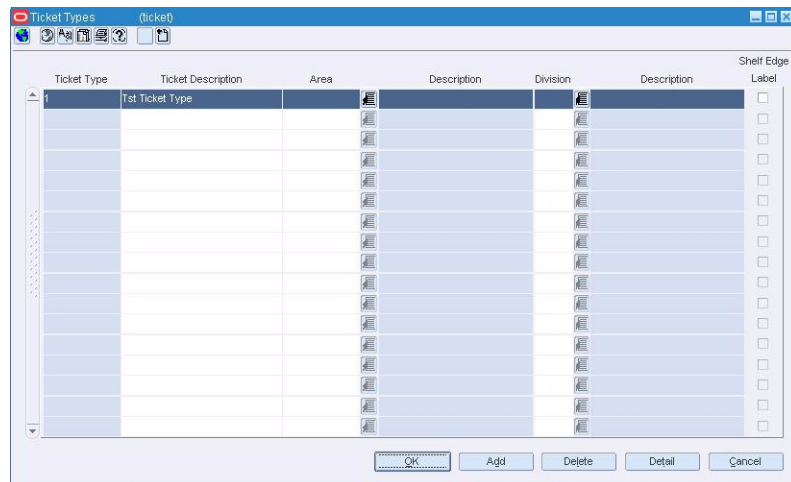 Ticket Types (ticket)
Shelf Edge
Ticket Type Ticket Description Area Description Division Description Label
1 Tst Ticket Type
OK Add Delete Detail Cancel